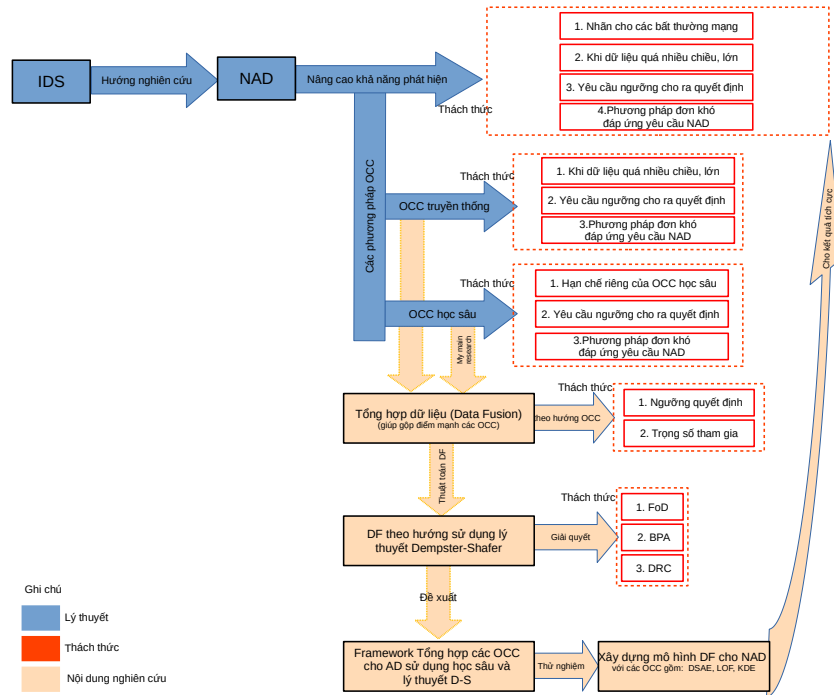 IDS
Hướng nghiên cứu
NAD
Nâng cao khả năng phát hiện
Thách thức
1. Nhãn cho các bất thường mạng
2. Khi dữ liệu quá nhiều chiều, lớn
3. Yêu cầu ngưỡng cho ra quyết định
4.Phương pháp đơn khó
đáp ứng yêu cầu NAD
Các phương pháp OCC
OCC truyền thống
Thách thức
1. Khi dữ liệu quá nhiều chiều, lớn
2. Yêu cầu ngưỡng cho ra quyết định
3.Phương pháp đơn khó
đáp ứng yêu cầu NAD
OCC học sâu
Thách thức
1. Hạn chế riêng của OCC học sâu
2. Yêu cầu ngưỡng cho ra quyết định
3.Phương pháp đơn khó
đáp ứng yêu cầu NAD
My main
research
Cho kết quả tích cực
Tổng hợp dữ liệu (Data Fusion)
(giúp gộp điểm mạnh các OCC)
theo hướng OCC
Thách thức
1. Ngưỡng quyết định
2. Trọng số tham gia
Thuật toán DF
DF theo hướng sử dụng lý
thuyết Dempster-Shafer
Giải quyết
Thách thức
1. FoD
2. BPA
3. DRC
Đề xuất
Framework Tổng hợp các OCC
cho AD sử dụng học sâu và
lý thuyết D-S
Thử nghiệm
Xây dựng mô hình DF cho NAD
với các OCC gồm: DSAE, LOF, KDE
Ghi chú
Lý thuyết
Thách thức
Nội dung nghiên cứu